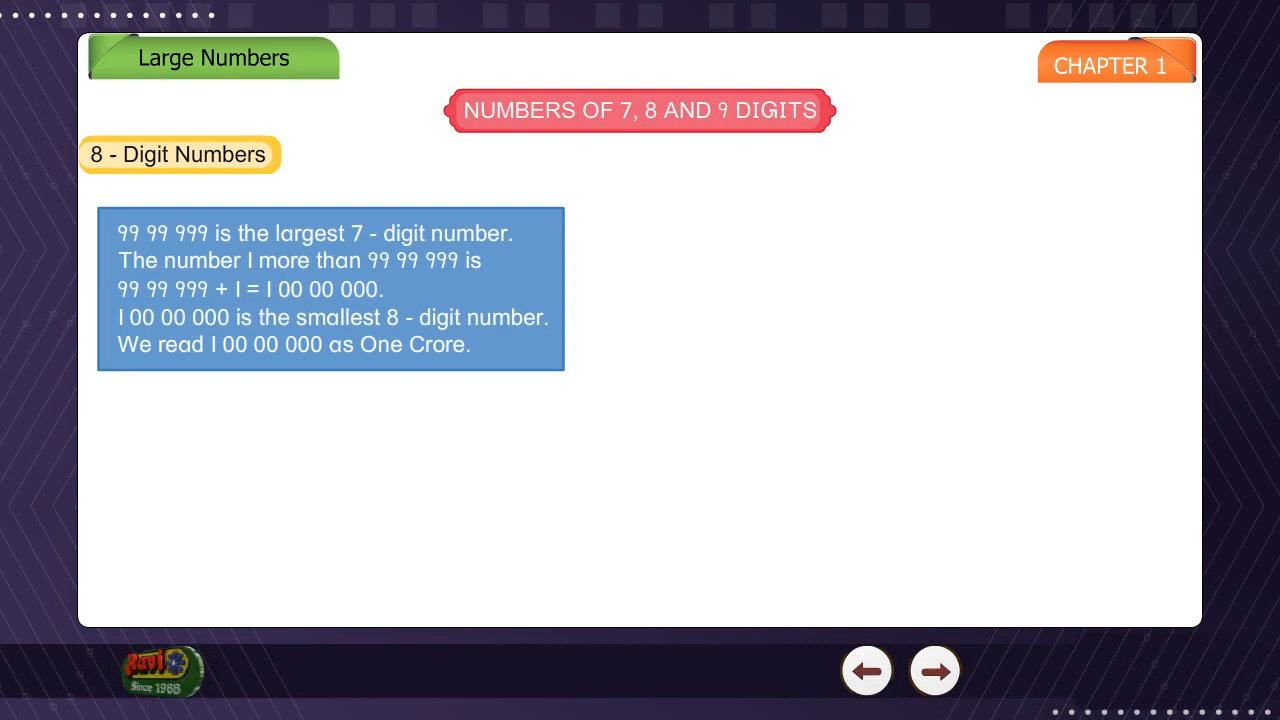 Large Numbers
CHAPTER 1
NUMBERS OF 7, 8 AND 9 DIGITS
8 - Digit Numbers
99 99 999 is the largest 7 - digit number.
The number 1 more than 99 99 999 is
99 99 999 + 1 = 1 00 00 000.
1 00 00 000 is the smallest 8 - digit number.
We read 1 00 00 000 as One Crore.
Ravi
Since 1988